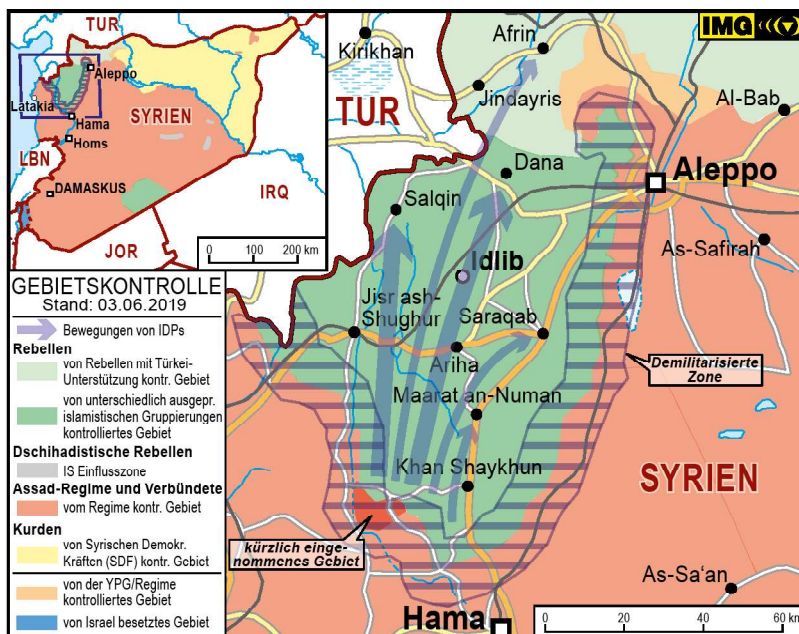 TUR
Aleppo
Latakia
Hama
SYRIEN
Homs
LBN
DAMASKUS
IRQ
JOR
0 100 200 km
GEBIETSKONTROLLE
Stand: 03.06.2019
Bewegungen von IDPs
Rebellen
von Rebellen mit Türkei-
Unterstützung kontr. Gebiet
von unterschiedlich ausgepr.
islamistischen Gruppierungen
kontrolliertes Gebiet
Dschihadistische Rebellen
IS Einflusszone
Assad-Regime und Verbündete
vom Regime kontr. Gebiet
Kurden
von Syrischen Demokr.
Kräften (SDF) kontr. Gebiet
von der YPG/Regime
kontrolliertes Gebiet
von Israel besetztes Gebiet
IMG
Kirikhan
Afrin
Jindayris
TUR
Al-Bab
Dana
Aleppo
Salqin
As-Safirah
Idlib
Jisr ash-
Shughur
Saraqab
Ariha
Demilitarisierte
Zone
Maarat an-Numan
Khan Shaykhun
SYRIEN
kürzlich einge-
nommenes Gebiet
As-Sa'an
Hama
0 20 40 60 km